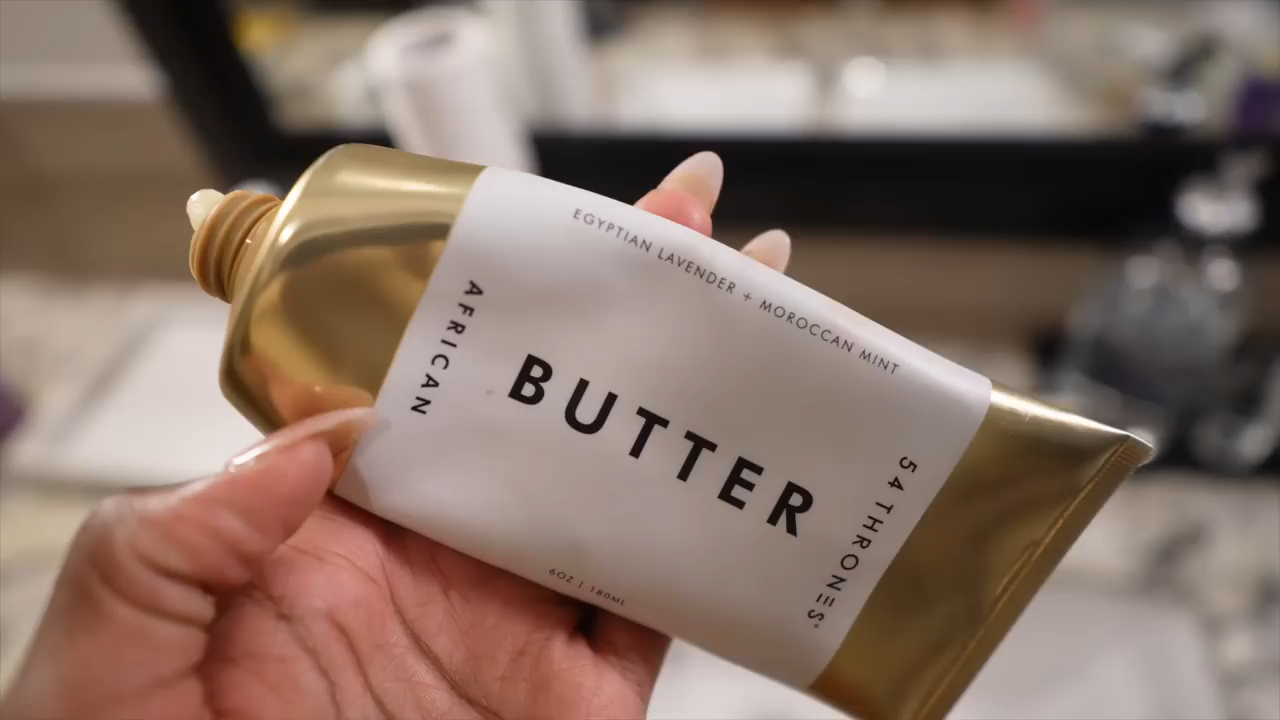 EGYPTIAN LAVENDER + MOROCCAN MINT
AFRICAN
BUTTER
54 THRONES®
6OZ | 180ML